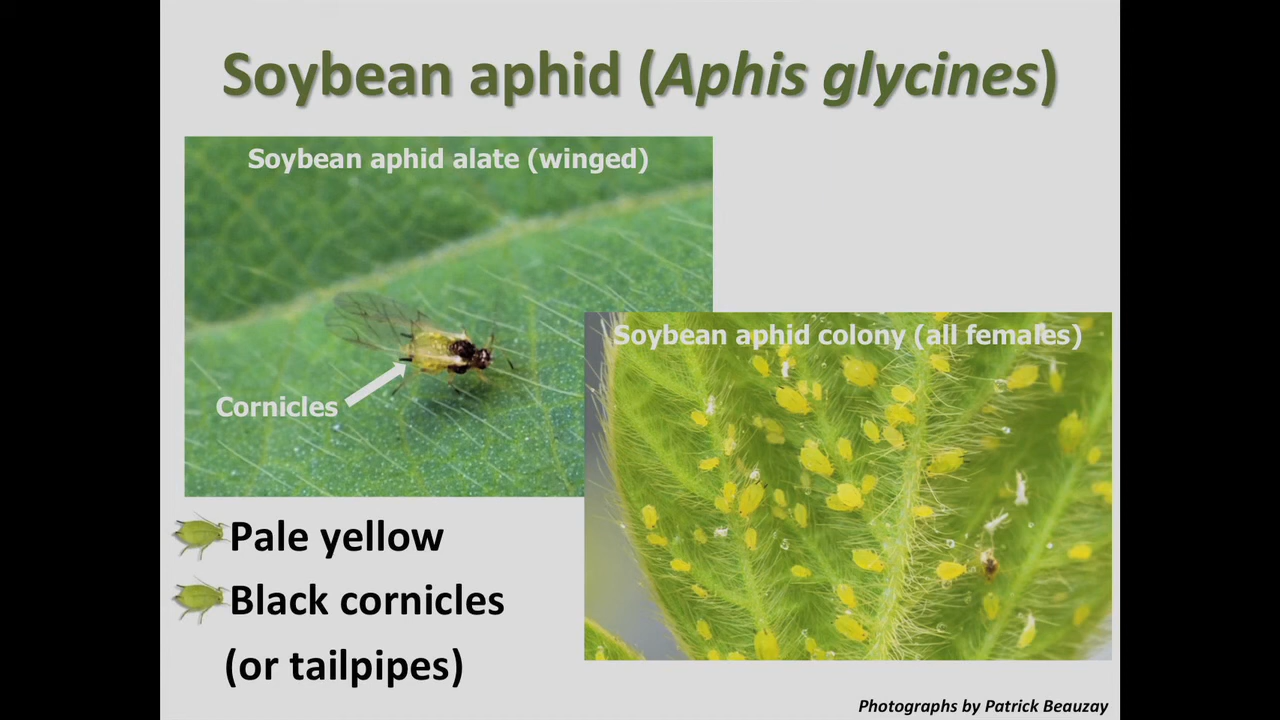 Soybean aphid (Aphis glycines)
Soybean aphid alate (winged)
Cornicles
Soybean aphid colony (all females)
Pale yellow
Black cornicles
(or tailpipes)
Photographs by Patrick Beauzay